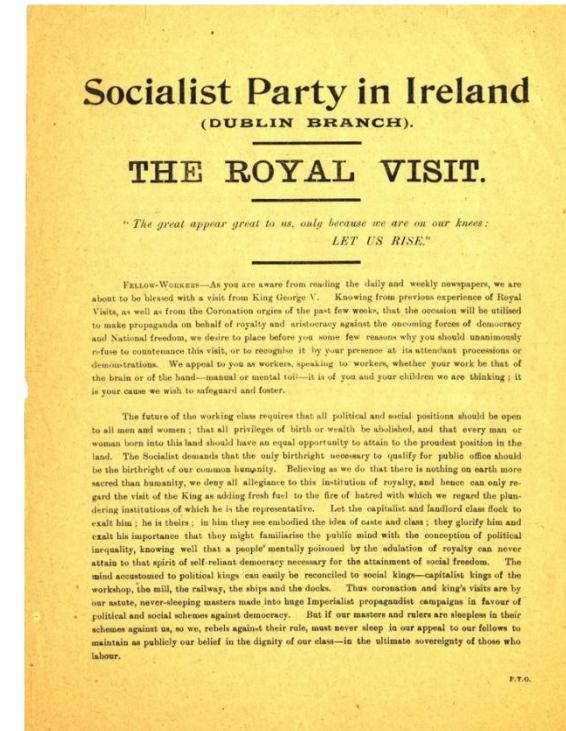 Socialist Party in Ireland
(DUBLIN BRANCH).
THE ROYAL VISIT.
" The great appear great to us, only because we are on our knees :
LET US RISE."
FELLOW-WORKERS—As you are aware from reading the daily and weekly newspapers, we are
about to be blessed with a visit from King George V. Knowing from previous experience of Royal
Visits, as well as from the Coronation orgies of the past few weeks, that the occasion will be utilised
to make propaganda on behalf of royalty and aristocracy against the oncoming forces of democracy
and National freedom, we desire to place before you some few reasons why you should unanimously
refuse to countenance this visit, or to recognise it by your presence at its attendant processions or
demonstrations. We appeal to you as workers, speaking to workers, whether your work be that of
the brain or of the hand—manual or mental toil—it is of you and your children we are thinking ; it
is your cause we wish to safeguard and foster.
The future of the working class requires that all political and social positions should be open
to all men and women ; that all privileges of birth or wealth be abolished, and that every man or
woman born into this land should have an equal opportunity to attain to the proudest position in the
land. The Socialist demands that the only birthright necessary to qualify for public office should
be the birthright of our common humanity. Believing as we do that there is nothing on earth more
sacred than humanity, we deny all allegiance to this institution of royalty, and hence can only re-
gard the visit of the King as adding fresh fuel to the fire of hatred with which we regard the plun-
dering institutions of which he is the representative. Let the capitalist and landlord class flock to
exalt him ; he is theirs ; in him they see embodied the idea of caste and class ; they glorify him and
exalt his importance that they might familiarise the public mind with the conception of political
inequality, knowing well that a people mentally poisoned by the adulation of royalty can never
attain to that spirit of self-reliant democracy necessary for the attainment of social freedom. The
mind accustomed to political kings can easily be reconciled to social kings—capitalist kings of the
workshop, the mill, the railway, the ships and the docks. Thus coronation and king's visits are by
our astute, never-sleeping masters made into huge Imperialist propagandist campaigns in favour of
political and social schemes against democracy. But if our masters and rulers are sleepless in their
schemes against us, so we, rebels against their rule, must never sleep in our appeal to our fellows to
maintain as publicly our belief in the dignity of our class—in the ultimate sovereignty of those who
labour.
P.T.O.